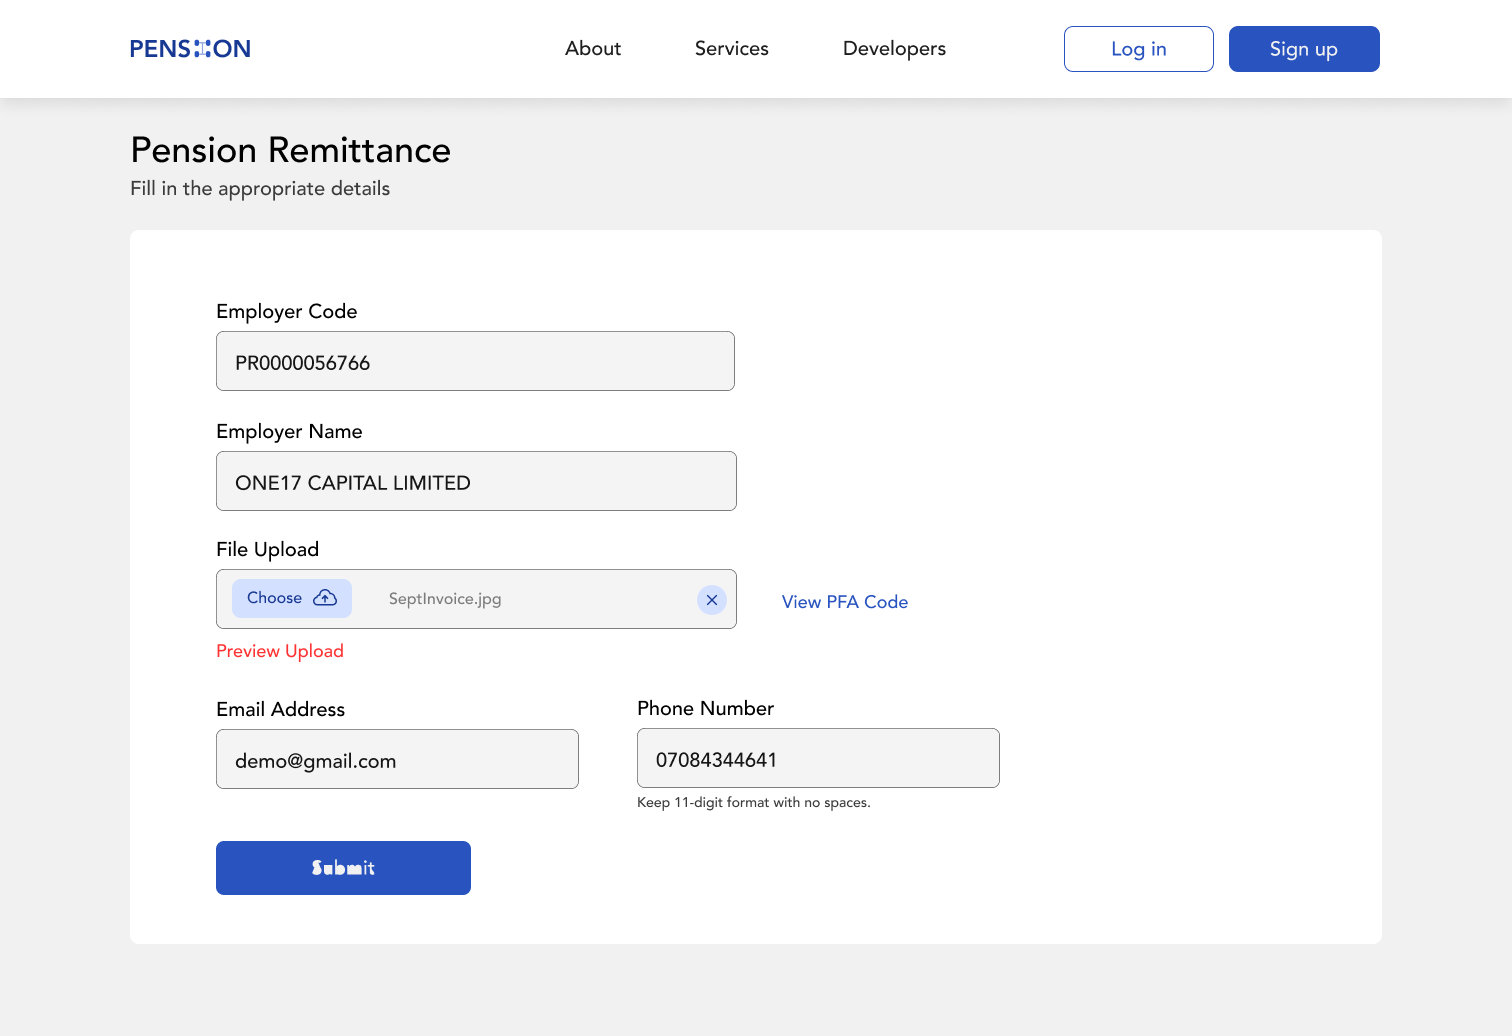 PENSION
About Services Developers Log in Sign up
Pension Remittance
Fill in the appropriate details
Employer Code
PR0000056766
Employer Name
ONE17 CAPITAL LIMITED
File Upload
Choose SeptInvoice.jpg
View PFA Code
Preview Upload
Email Address Phone Number
demo@gmail.com 07084344641
Keep 11-digit format with no spaces.
Submit